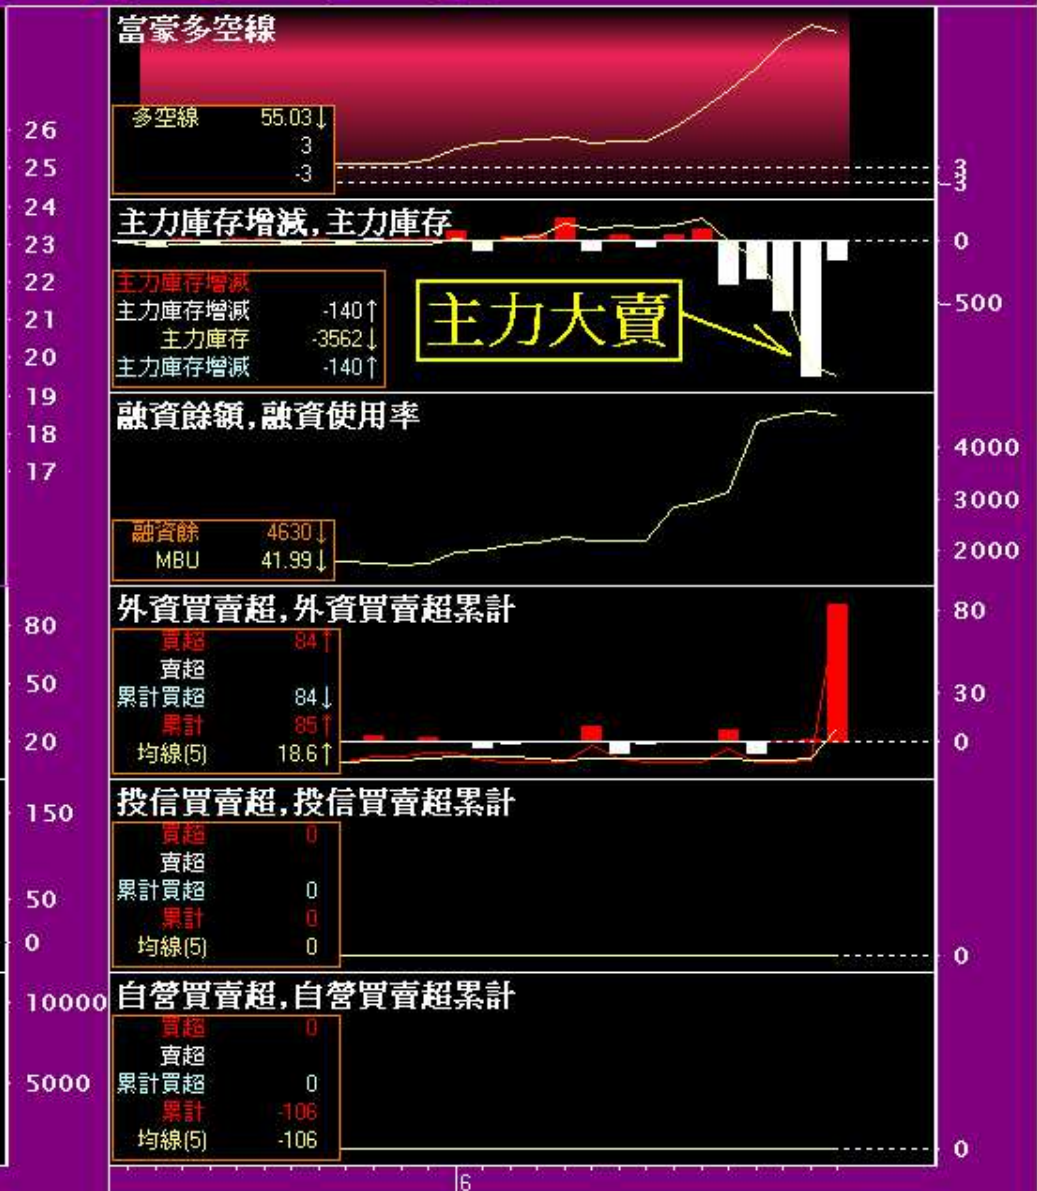 富豪多空線
多空線 55.03↓
3
-3
26
25
24
23
22
21
20
19
18
17
3
-3
主力庫存增減,主力庫存
主力庫存增減
主力庫存增減 -140↑
主力庫存 -3562↓
主力庫存增減 -140↑
主力大賣
0
-500
融資餘額,融資使用率
融資餘 4630↓
MBU 41.99↓
4000
3000
2000
外資買賣超,外資買賣超累計
買超 84↑
賣超
累計買超 84↓
累計 85↑
均線(5) 18.6↑
80
50
20
80
30
0
投信買賣超,投信買賣超累計
買超 0
賣超
累計買超 0
累計 0
均線(5) 0
150
50
0
0
自營買賣超,自營買賣超累計
買超 0
賣超
累計買超 0
累計 -106
均線(5) -106
10000
5000
0
6